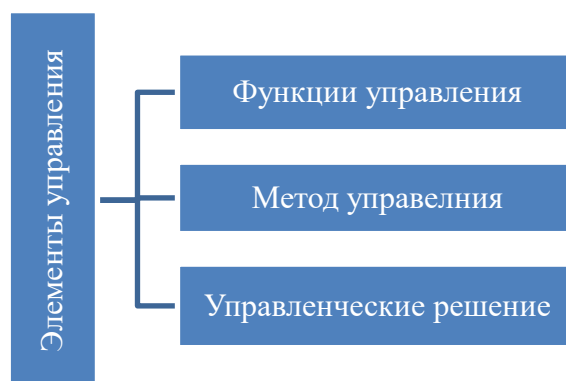 Элементы управления
Функции управления
Метод управелния
Управленческие решение